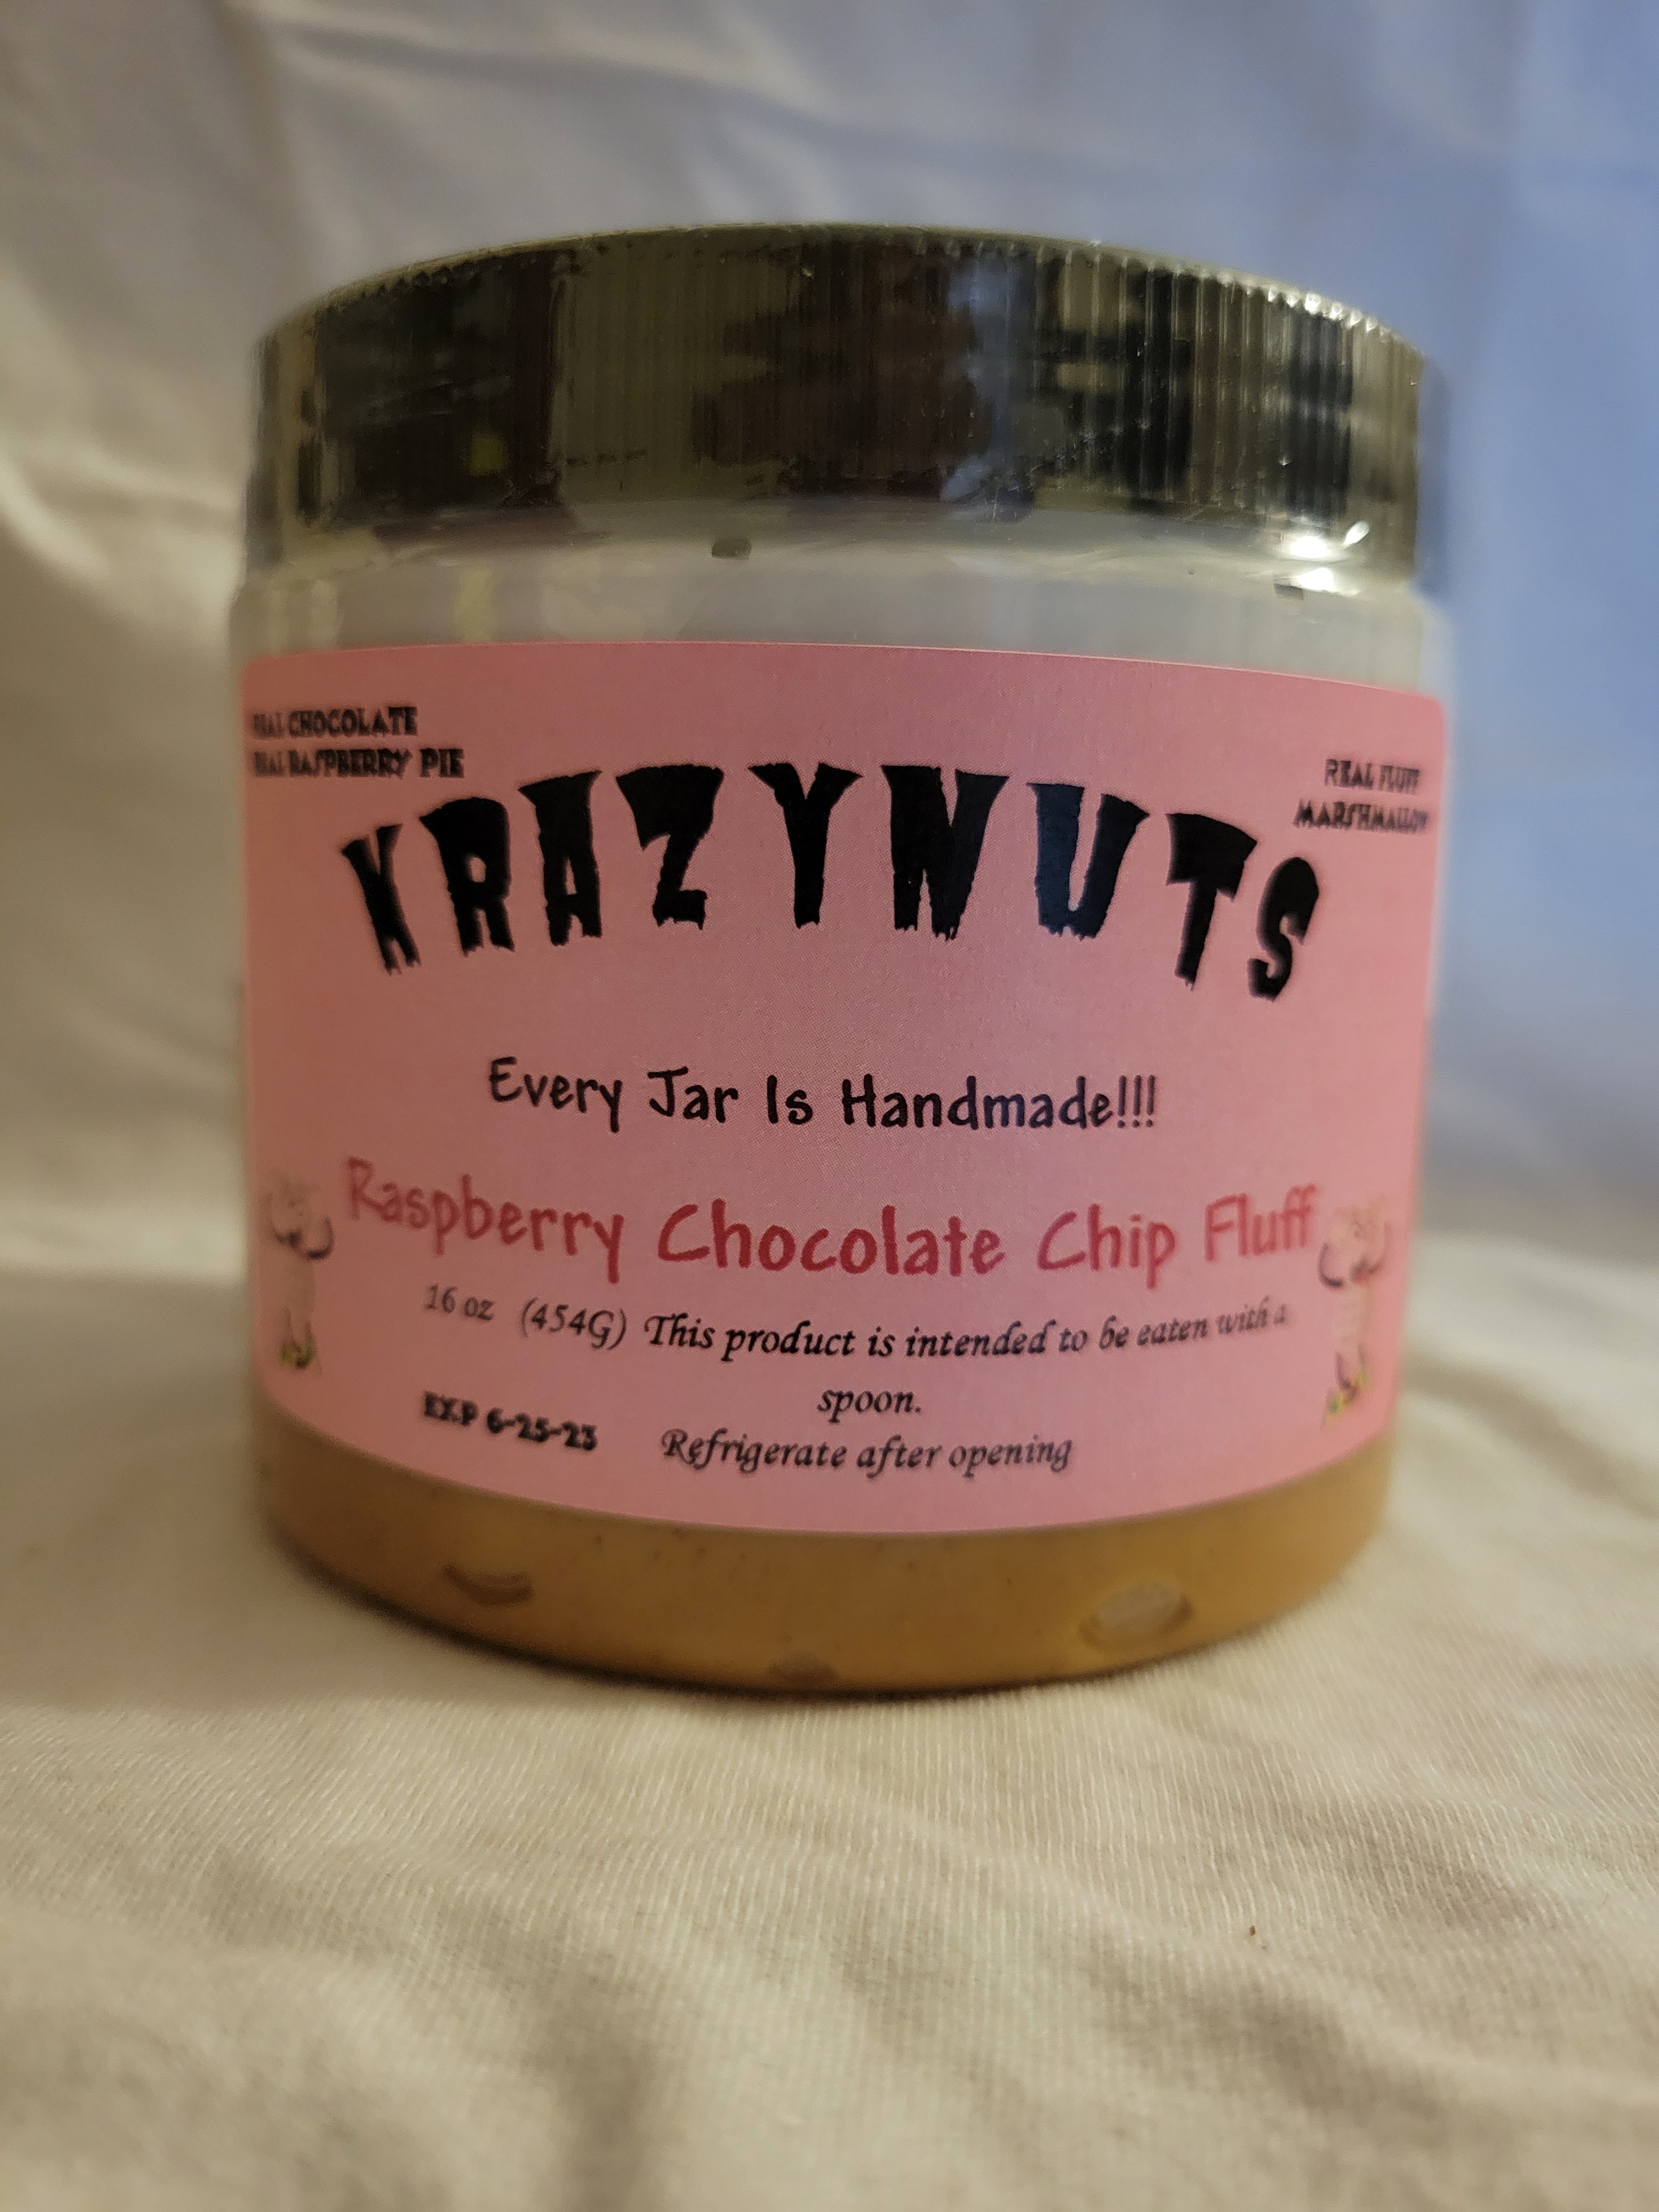 REAL CHOCOLATE
REAL RASPBERRY PIE
REAL FLUFF
MARSHMALLOW
KRAZYNUTS
Every Jar Is Handmade!!!
Raspberry Chocolate Chip Fluff
16 oz (454G) This product is intended to be eaten with a
spoon.
EXP 6-25-23 Refrigerate after opening